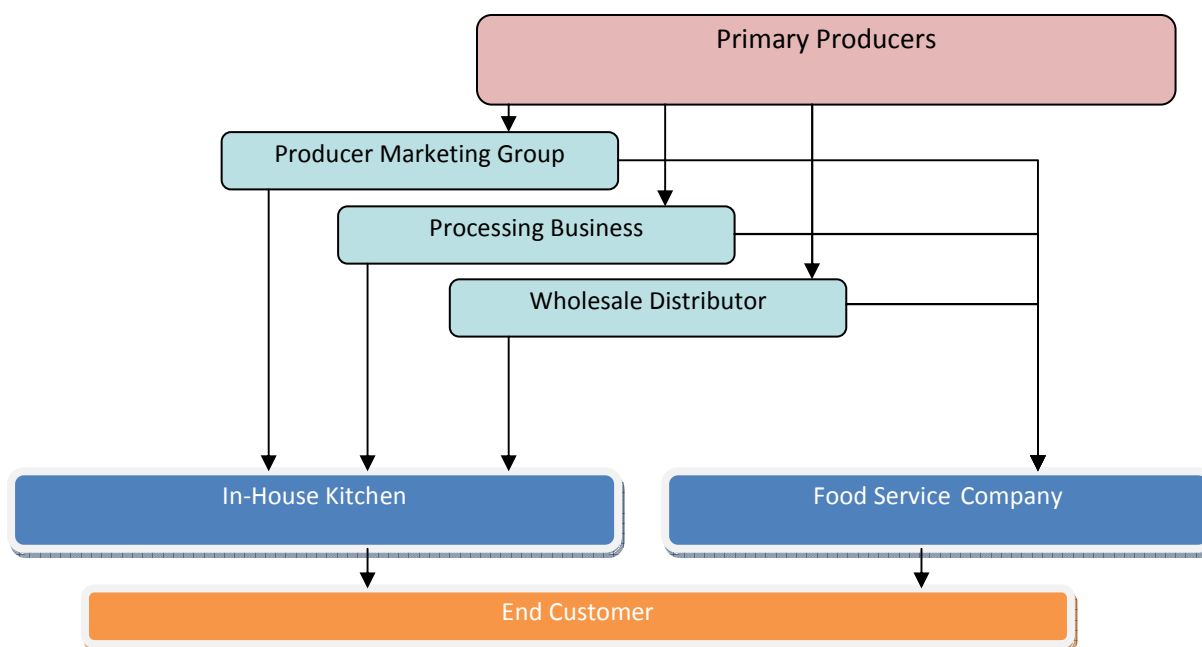 Primary Producers
Producer Marketing Group
Processing Business
Wholesale Distributor
In-House Kitchen
Food Service Company
End Customer